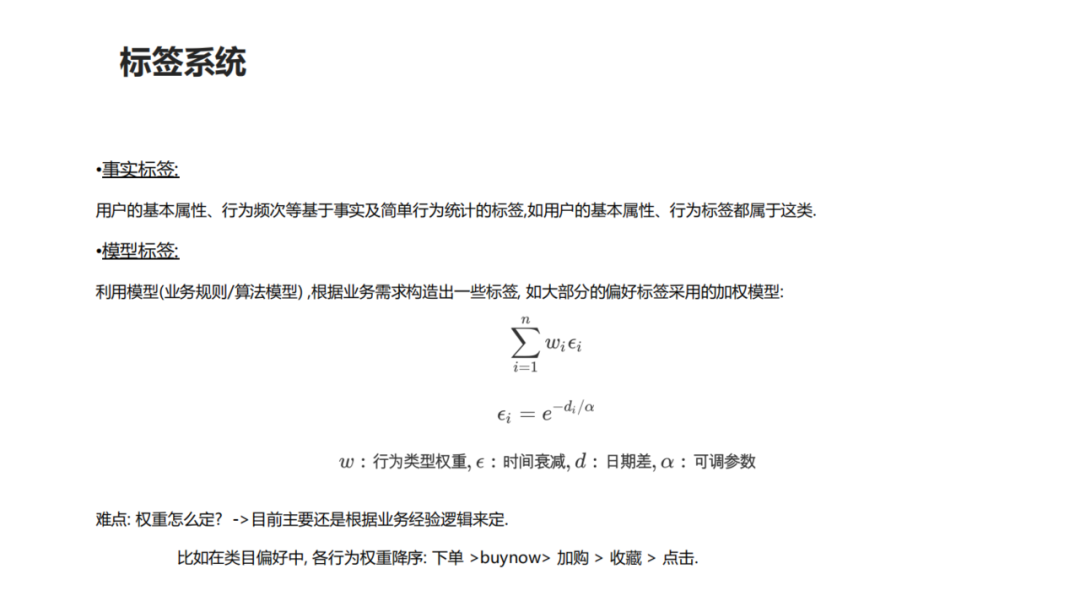 标签系统
•事实标签:
用户的基本属性、行为频次等基于事实及简单行为统计的标签,如用户的基本属性、行为标签都属于这类.
•模型标签:
利用模型(业务规则/算法模型) ,根据业务需求构造出一些标签, 如大部分的偏好标签采用的加权模型:
\sum_{i=1}^{n} w_i \epsilon_i
\epsilon_i = e^{-d_i/\alpha}
w : 行为类型权重, ϵ : 时间衰减, d : 日期差, α : 可调参数
难点: 权重怎么定? ->目前主要还是根据业务经验逻辑来定.
比如在类目偏好中, 各行为权重降序: 下单 >buynow> 加购 > 收藏 > 点击.